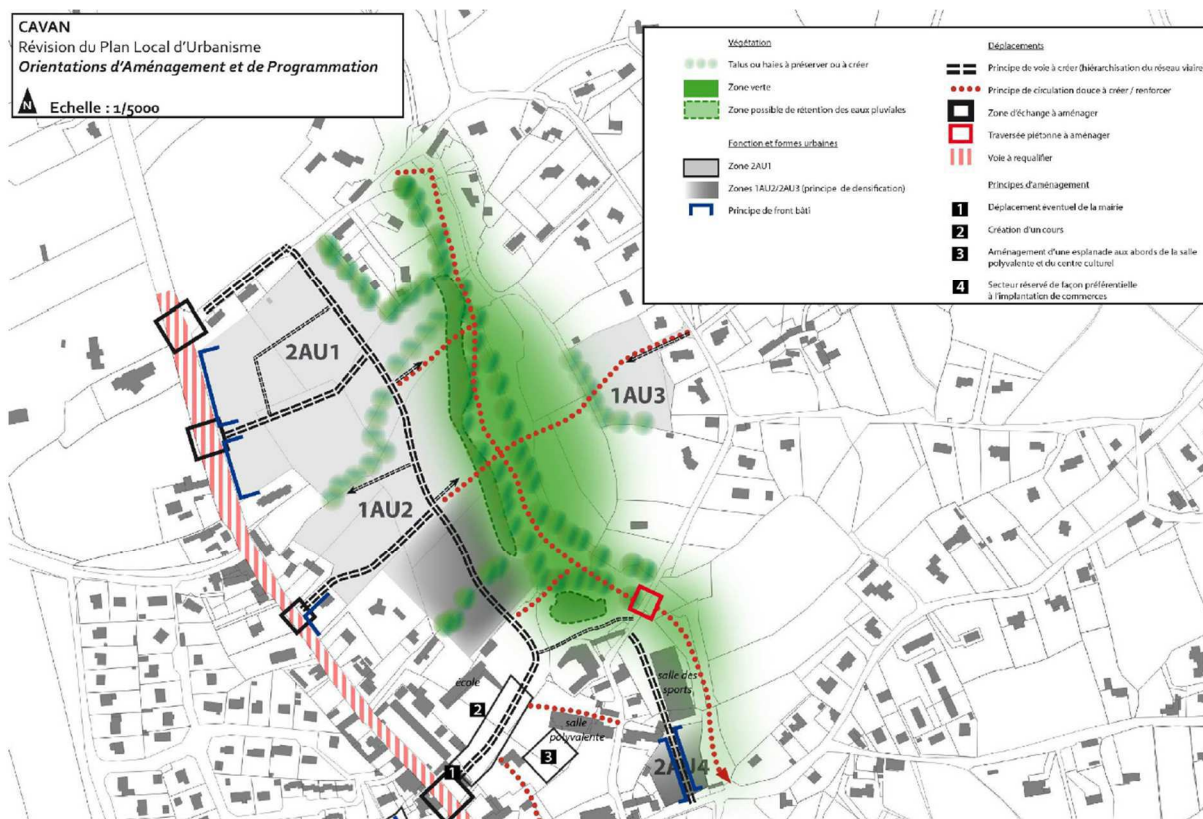 CAVAN
Révision du Plan Local d'Urbanisme
Orientations d'Aménagement et de Programmation
N
Echelle : 1/5000
Végétation
Talus ou haies à préserver ou à créer
Zone verte
Zone possible de rétention des eaux pluviales
Fonction et formes urbaines
Zone 2AU1
Zones 1AU2/2AU3 (principe de densification)
Principe de front bâti
Déplacements
Principe de voie à créer (hiérarchisation du réseau viaire)
Principe de circulation douce à créer / renforcer
Zone d'échange à aménager
Traversée piétonne à aménager
Voie à requalifier
Principes d'aménagement
1 Déplacement éventuel de la mairie
2 Création d'un cours
3 Aménagement d'une esplanade aux abords de la salle
polyvalente et du centre culturel
4 Secteur réservé de façon préférentielle
à l'implantation de commerces
2AU1
1AU3
1AU2
école
salle des
sports
2
salle
polyvalente
3
1
2AU4